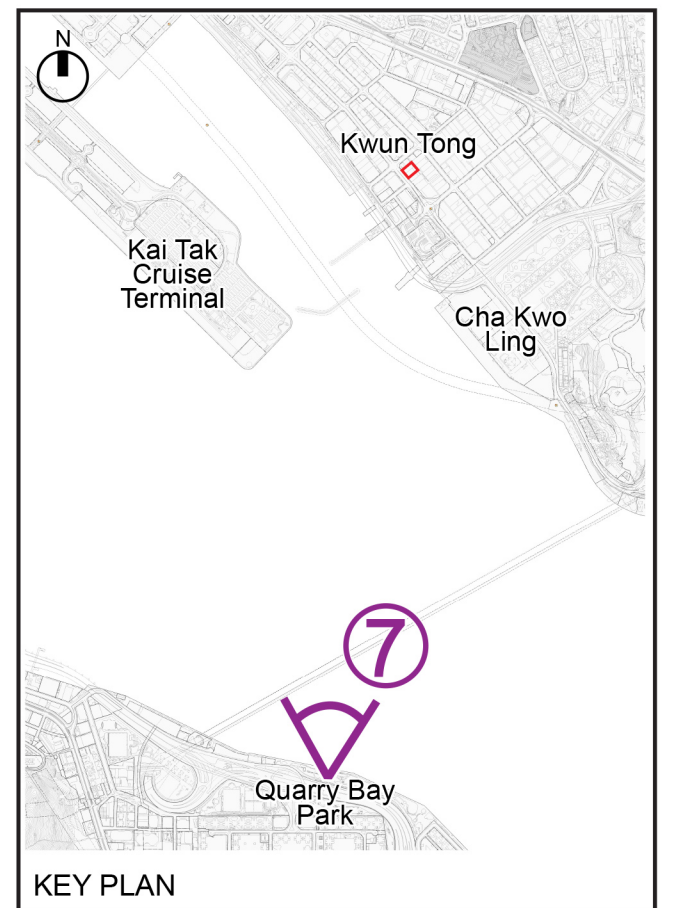 N
Kwun Tong
Kai Tak
Cruise
Terminal
Cha Kwo
Ling
7
Quarry Bay
Park
KEY PLAN